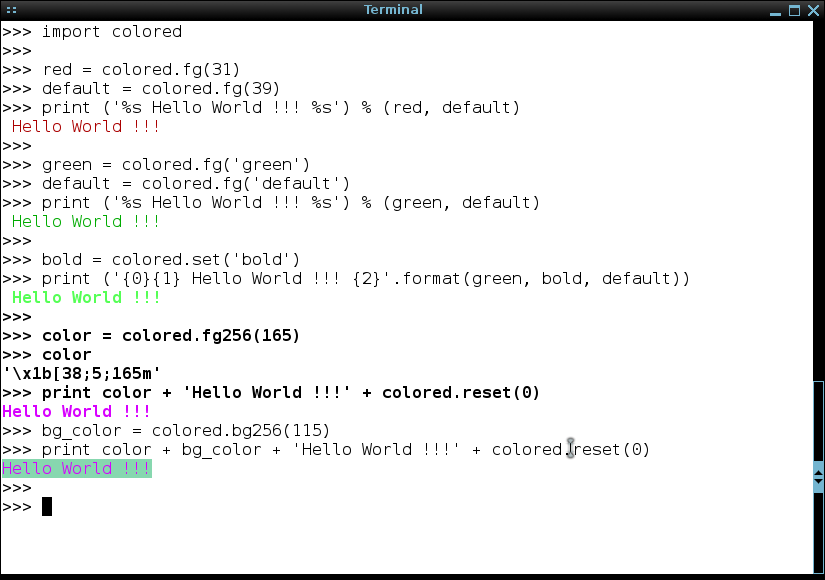 Terminal
>>> import colored
>>>
>>> red = colored.fg(31)
>>> default = colored.fg(39)
>>> print ('%s Hello World !!! %s') % (red, default)
 Hello World !!!
>>>
>>> green = colored.fg('green')
>>> default = colored.fg('default')
>>> print ('%s Hello World !!! %s') % (green, default)
 Hello World !!!
>>>
>>> bold = colored.set('bold')
>>> print ('{0}{1} Hello World !!! {2}'.format(green, bold, default))
 Hello World !!!
>>>
>>> color = colored.fg256(165)
>>> color
'\x1b[38;5;165m'
>>> print color + 'Hello World !!!' + colored.reset(0)
Hello World !!!
>>> bg_color = colored.bg256(115)
>>> print color + bg_color + 'Hello World !!!' + colored.reset(0)
Hello World !!!
>>>
>>>